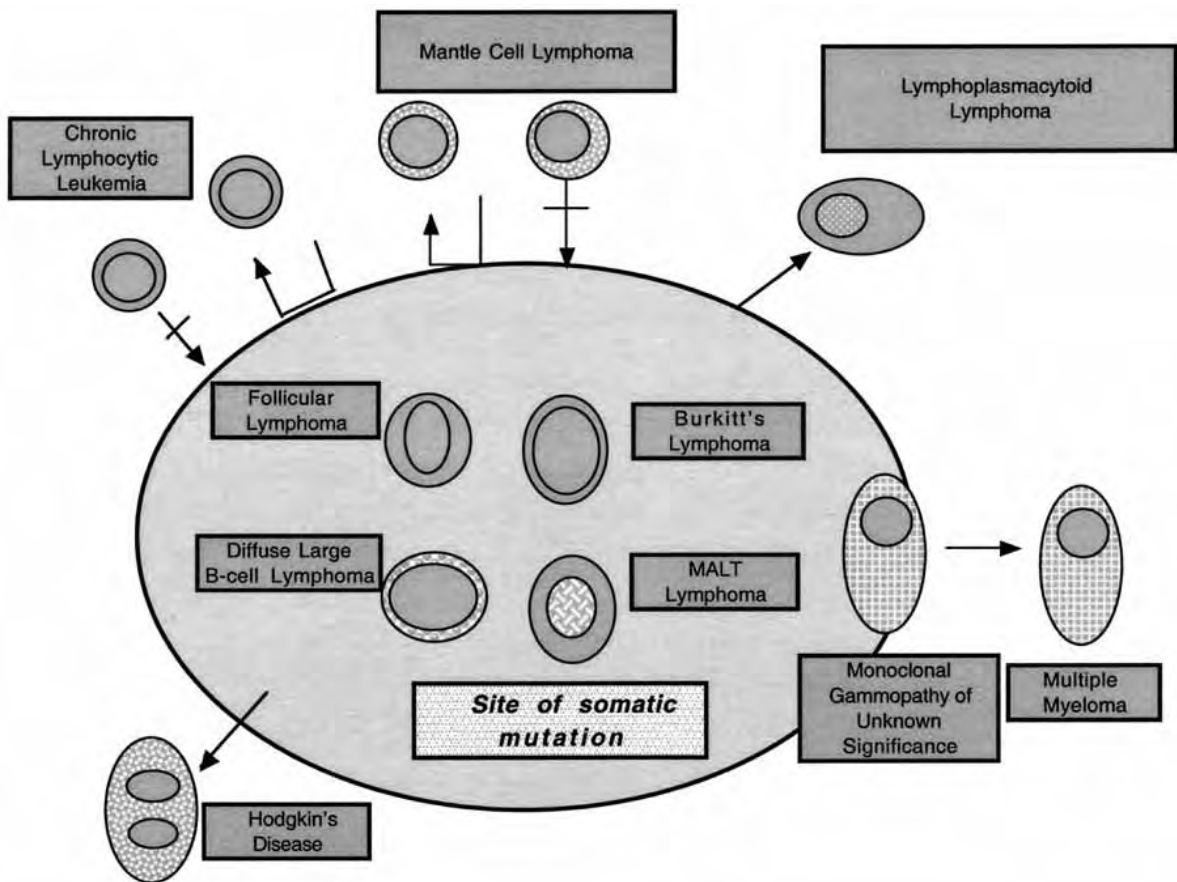 Mantle Cell Lymphoma
Lymphoplasmacytoid
Lymphoma
Chronic
Lymphocytic
Leukemia
Follicular
Lymphoma
Burkitt's
Lymphoma
Diffuse Large
B-cell Lymphoma
MALT
Lymphoma
Site of somatic
mutation
Monoclonal
Gammopathy of
Unknown
Significance
Multiple
Myeloma
Hodgkin's
Disease